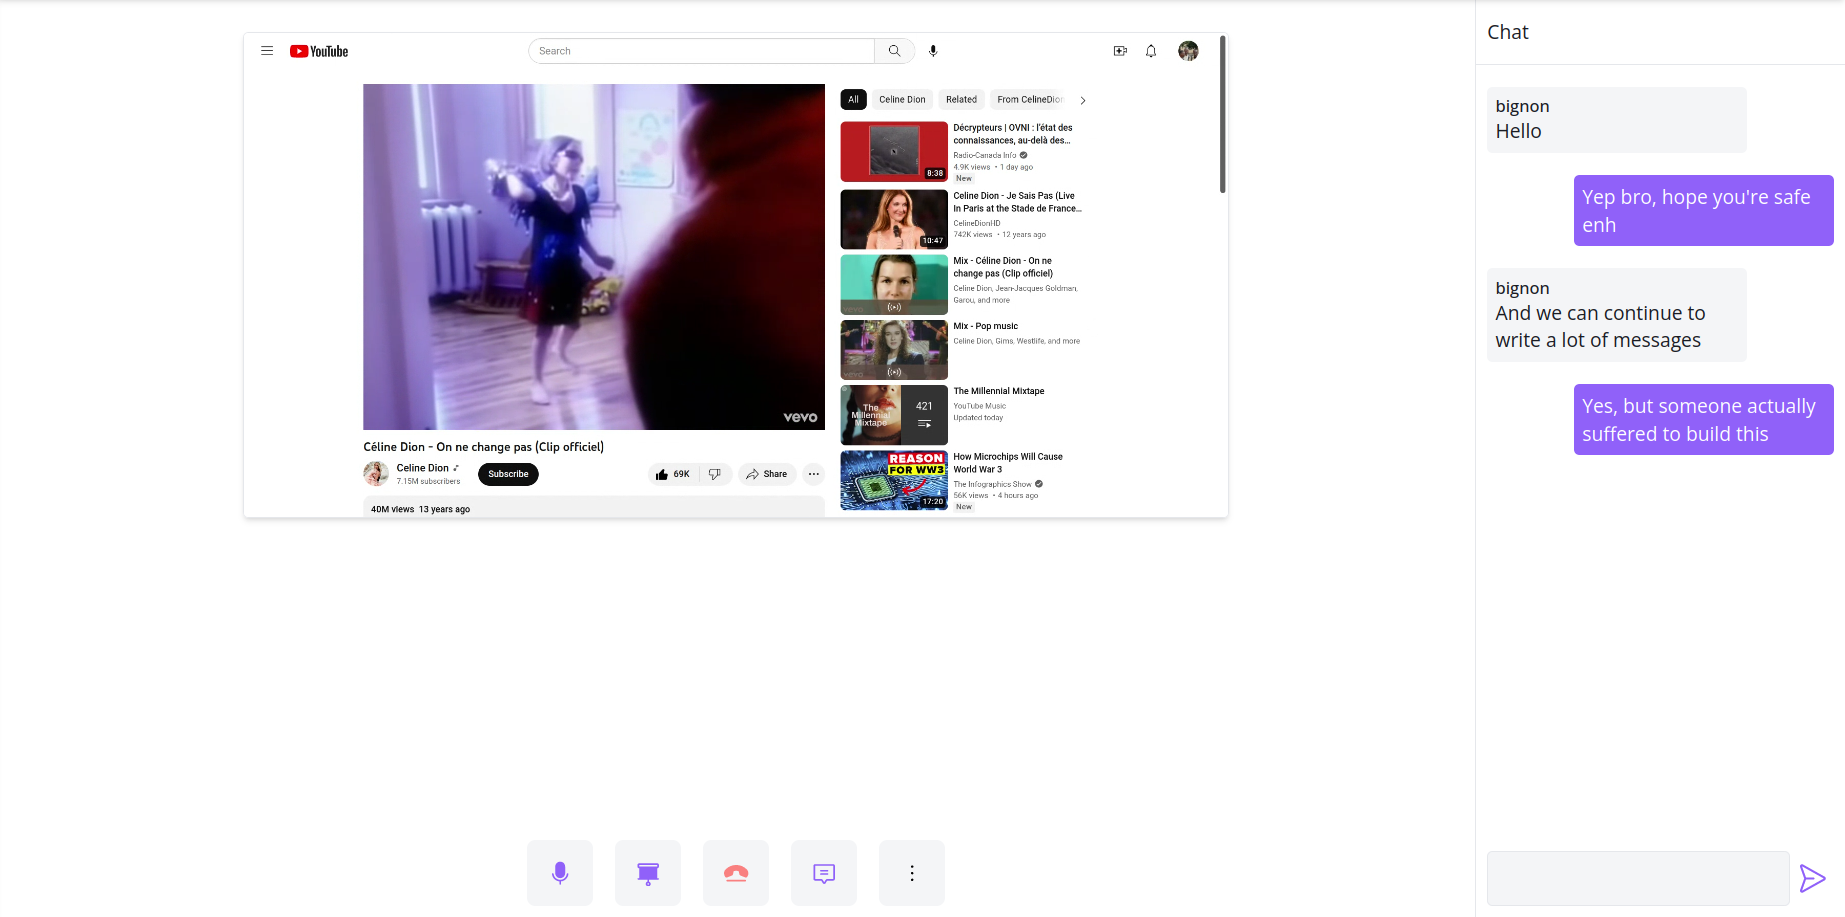 YouTube
Search
vevo
Céline Dion - On ne change pas (Clip officiel)
Celine Dion
7.15M subscribers
Subscribe
69K
Share
40M views 13 years ago
All
Celine Dion
Related
From CelineDion
Décrypteurs | OVNI : l'état des
connaissances, au-delà des...
Radio-Canada Info
4.9K views • 1 day ago
New
8:38
Celine Dion - Je Sais Pas (Live
In Paris at the Stade de France...
CelineDionHD
742K views • 12 years ago
10:47
Mix - Céline Dion - On ne
change pas (Clip officiel)
Celine Dion, Jean-Jacques Goldman,
Garou, and more
Mix - Pop music
Celine Dion, Gims, Westlife, and more
vevo
The Millennial Mixtape
YouTube Music
Updated today
The
Millennial
Mixtape
421
How Microchips Will Cause
World War 3
The Infographics Show
56K views • 4 hours ago
New
REASON
FOR WW3
17:20
Chat
bignon
Hello
Yep bro, hope you're safe
enh
bignon
And we can continue to
write a lot of messages
Yes, but someone actually
suffered to build this